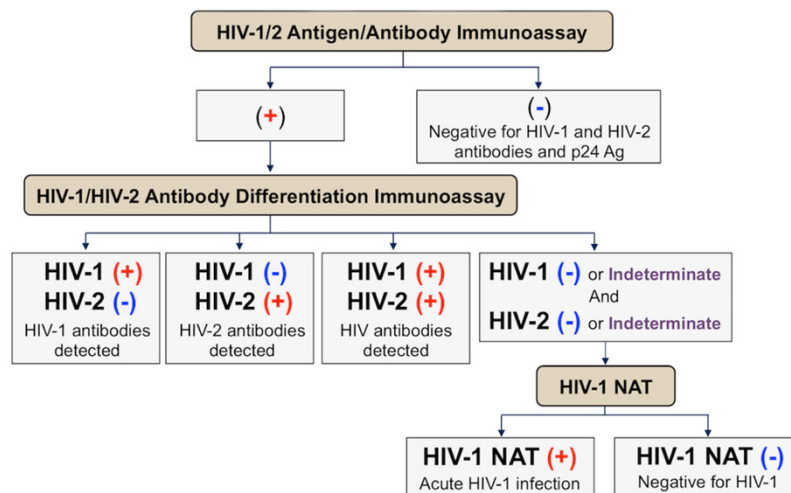 HIV-1/2 Antigen/Antibody Immunoassay
(+)
(-)
Negative for HIV-1 and HIV-2
antibodies and p24 Ag
HIV-1/HIV-2 Antibody Differentiation Immunoassay
HIV-1 (+)
HIV-2 (-)
HIV-1 antibodies
detected
HIV-1 (-)
HIV-2 (+)
HIV-2 antibodies
detected
HIV-1 (+)
HIV-2 (+)
HIV antibodies
detected
HIV-1 (-) or Indeterminate
And
HIV-2 (-) or Indeterminate
HIV-1 NAT
HIV-1 NAT (+)
Acute HIV-1 infection
HIV-1 NAT (-)
Negative for HIV-1